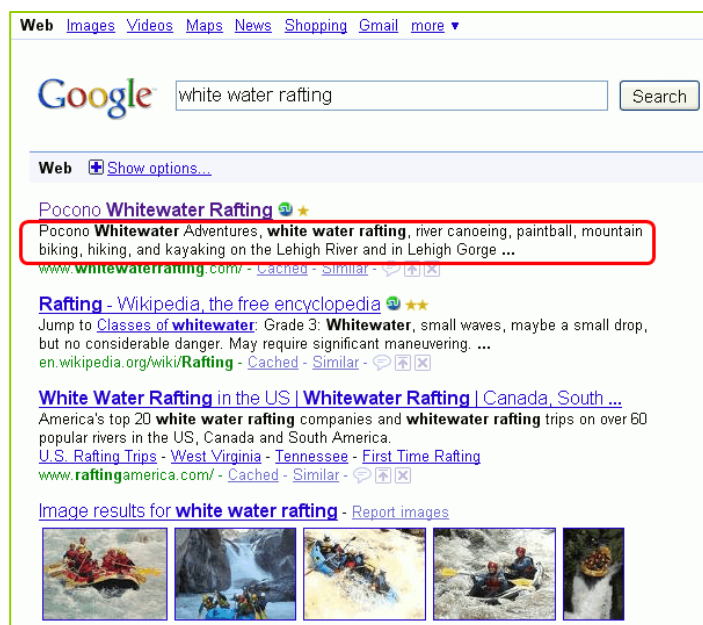 Web Images Videos Maps News Shopping Gmail more ▼
Google white water rafting Search
Web Show options...
Pocono Whitewater Rafting
Pocono Whitewater Adventures, white water rafting, river canoeing, paintball, mountain
biking, hiking, and kayaking on the Lehigh River and in Lehigh Gorge ...
www.whitewaterrafting.com/ - Cached - Similar -
Rafting - Wikipedia, the free encyclopedia
Jump to Classes of whitewater: Grade 3: Whitewater, small waves, maybe a small drop,
but no considerable danger. May require significant maneuvering. ...
en.wikipedia.org/wiki/Rafting - Cached - Similar -
White Water Rafting in the US | Whitewater Rafting | Canada, South ...
America's top 20 white water rafting companies and whitewater rafting trips on over 60
popular rivers in the US, Canada and South America.
U.S. Rafting Trips - West Virginia - Tennessee - First Time Rafting
www.raftingamerica.com/ - Cached - Similar -
Image results for white water rafting - Report images